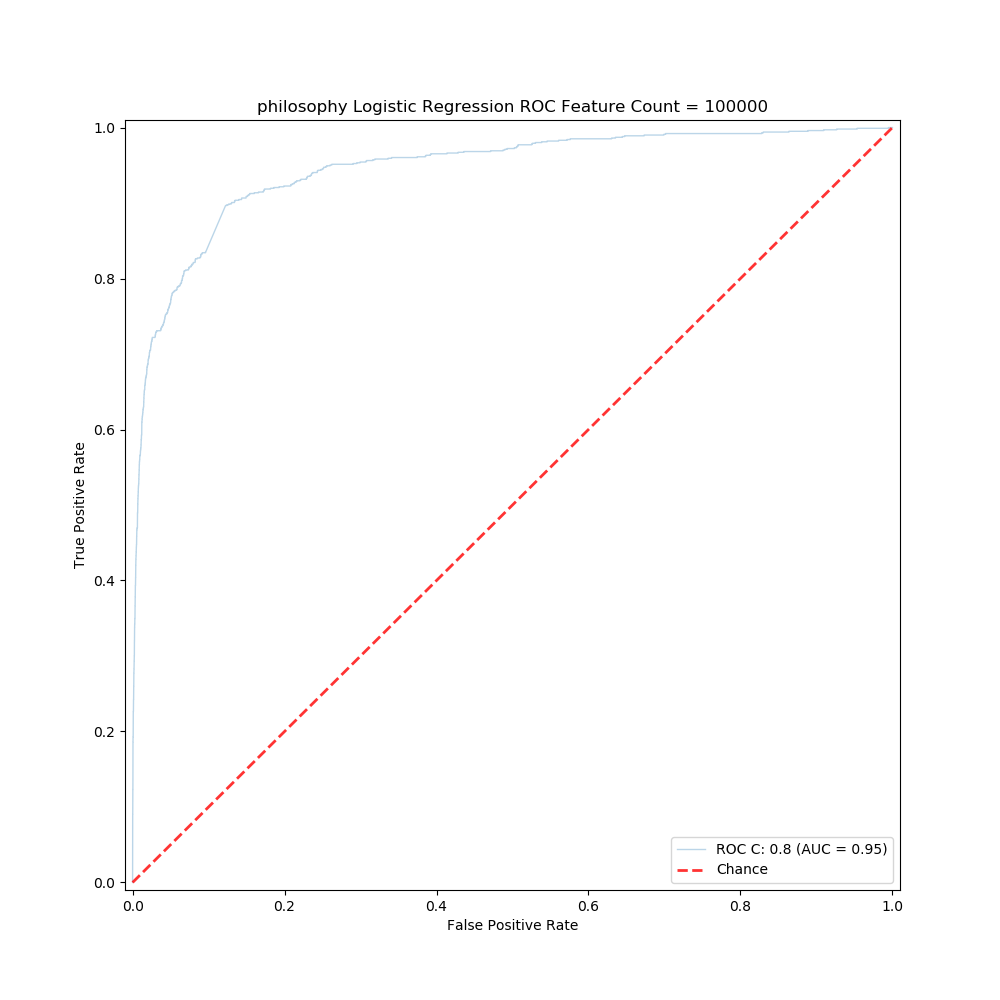 philosophy Logistic Regression ROC Feature Count = 100000
1.0
0.8
0.6
0.4
0.2
0.0
True Positive Rate
0.0 0.2 0.4 0.6 0.8 1.0
False Positive Rate
ROC C: 0.8 (AUC = 0.95)
Chance